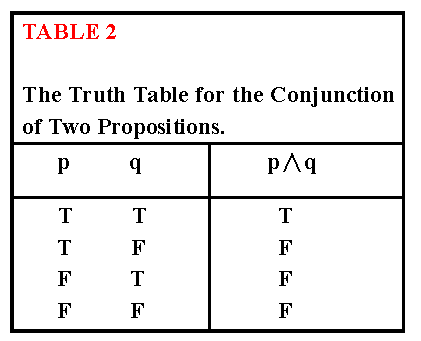 TABLE 2
The Truth Table for the Conjunction
of Two Propositions.
p q p∧q
T T T
T F F
F T F
F F F